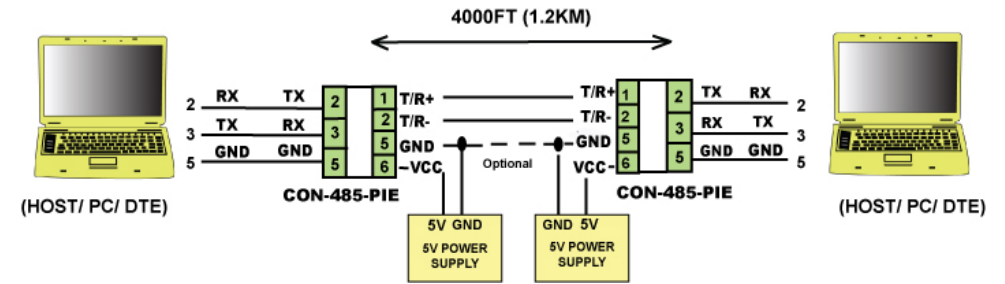 4000FT (1.2KM)
2 RX TX 2 1 T/R+ T/R+ 1 2 TX RX 2
3 TX RX 3 2 T/R- T/R- 2 3 RX TX 3
5 GND GND 5 5 GND Optional GND 5 5 GND GND 5
6 -VCC VCC- 6
CON-485-PIE CON-485-PIE
(HOST/ PC/ DTE) (HOST/ PC/ DTE)
5V GND GND 5V
5V POWER 5V POWER
SUPPLY SUPPLY